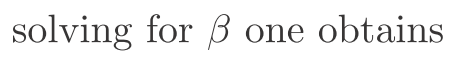 solving for β one obtains